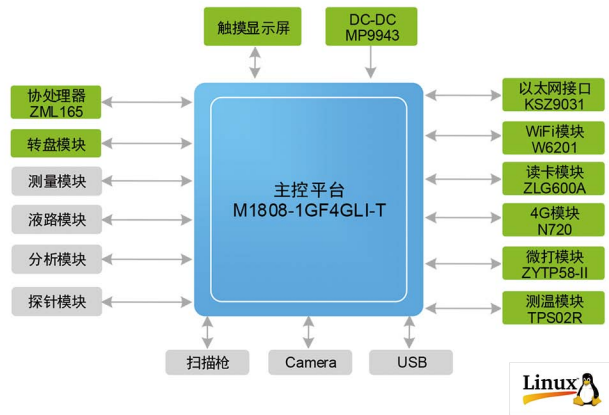 触摸显示屏
DC-DC
MP9943
协处理器
ZML165
转盘模块
测量模块
液路模块
分析模块
探针模块
主控平台
M1808-1GF4GLI-T
以太网接口
KSZ9031
WiFi模块
W6201
读卡模块
ZLG600A
4G模块
N720
微打模块
ZYTP58-II
测温模块
TPS02R
扫描枪
Camera
USB
Linux